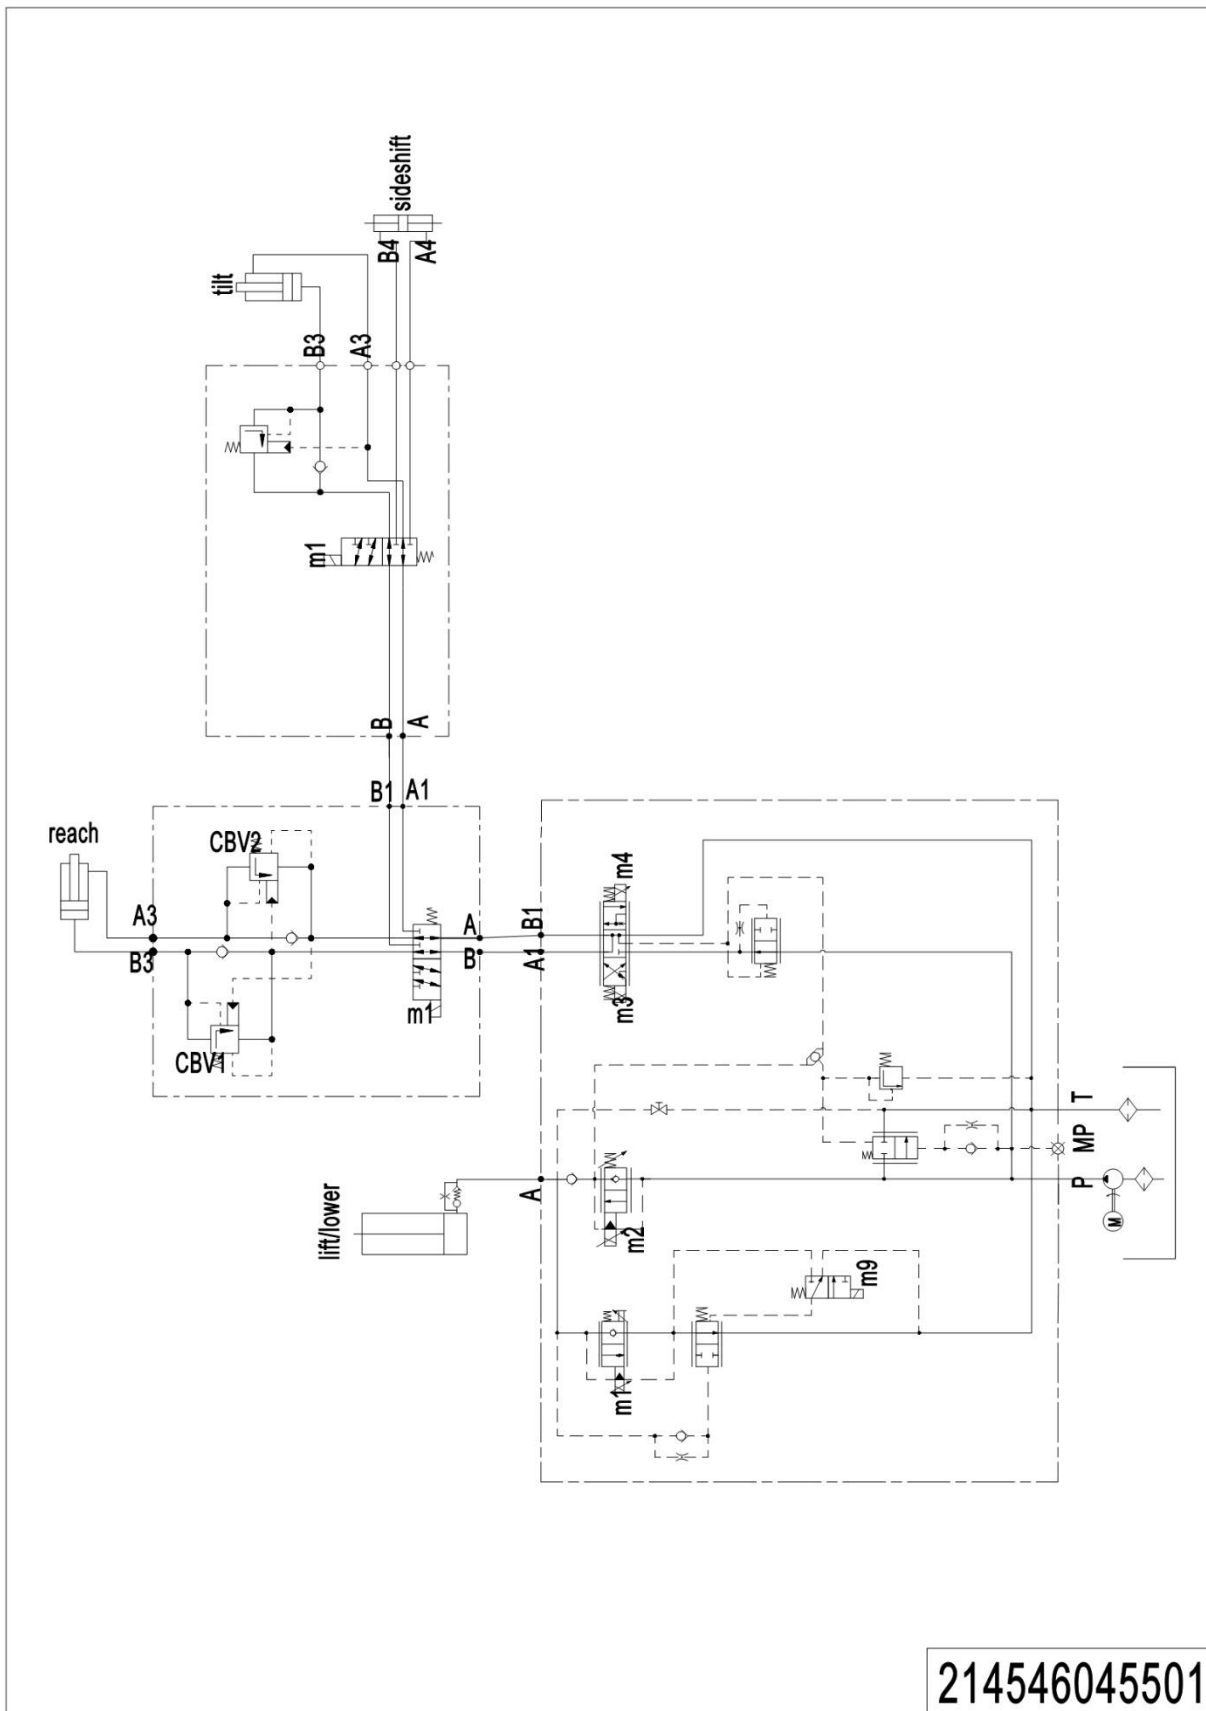 sideshift
B4
A4
tilt
B3
A3
m1
B
A
B1
A1
reach
CBV2
A3
B3
A
B
m1
CBV1
B1
A1
m4
m3
T
MP
P
M
A
lift/lower
m2
m9
m1
214546045501